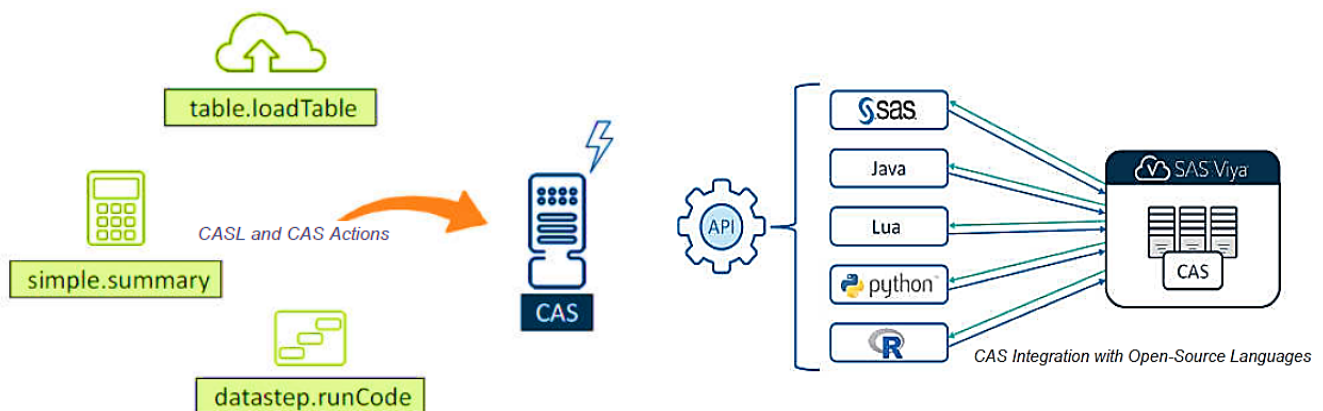 table.loadTable
CASL and CAS Actions
simple.summary
CAS
datastep.runCode
API
sas
Java
Lua
python™
R
V SAS Viya
CAS
CAS Integration with Open-Source Languages